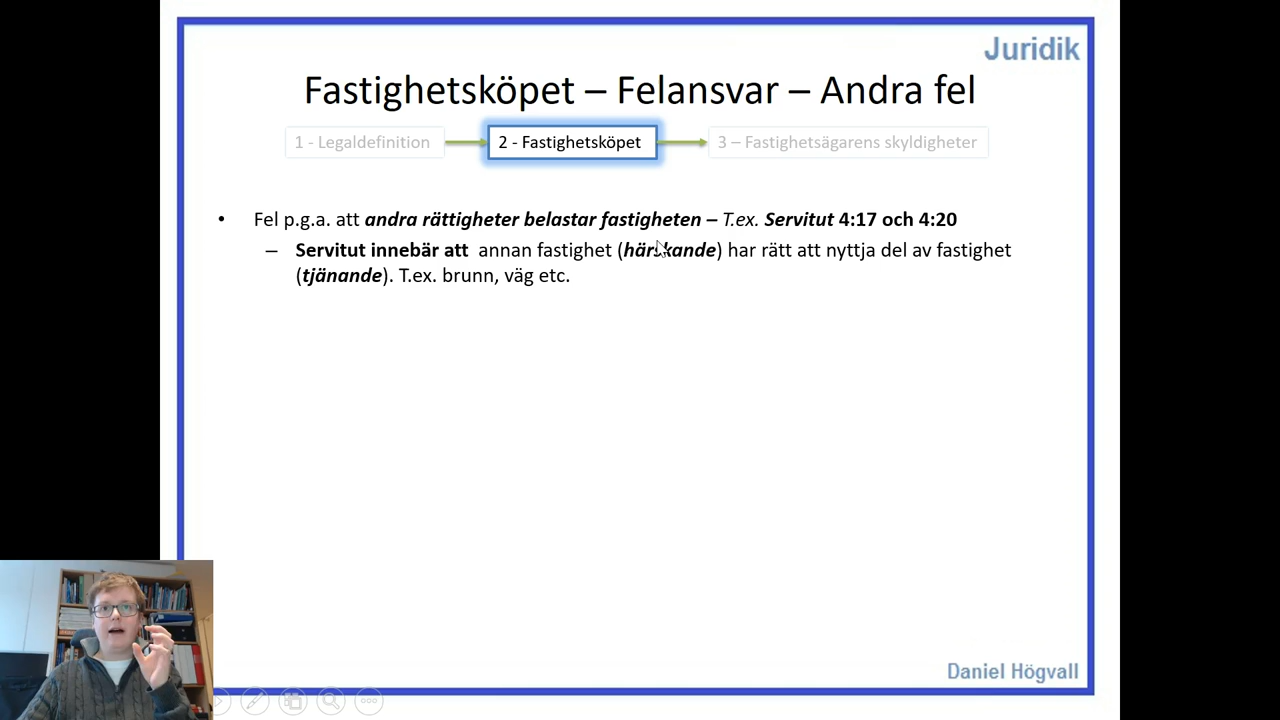 Juridik
Fastighetsköpet – Felansvar – Andra fel
1 - Legaldefinition
2 - Fastighetsköpet
3 – Fastighetsägarens skyldigheter
• Fel p.g.a. att andra rättigheter belastar fastigheten – T.ex. Servitut 4:17 och 4:20
– Servitut innebär att annan fastighet (härskande) har rätt att nyttja del av fastighet
(tjänande). T.ex. brunn, väg etc.
Daniel Högvall